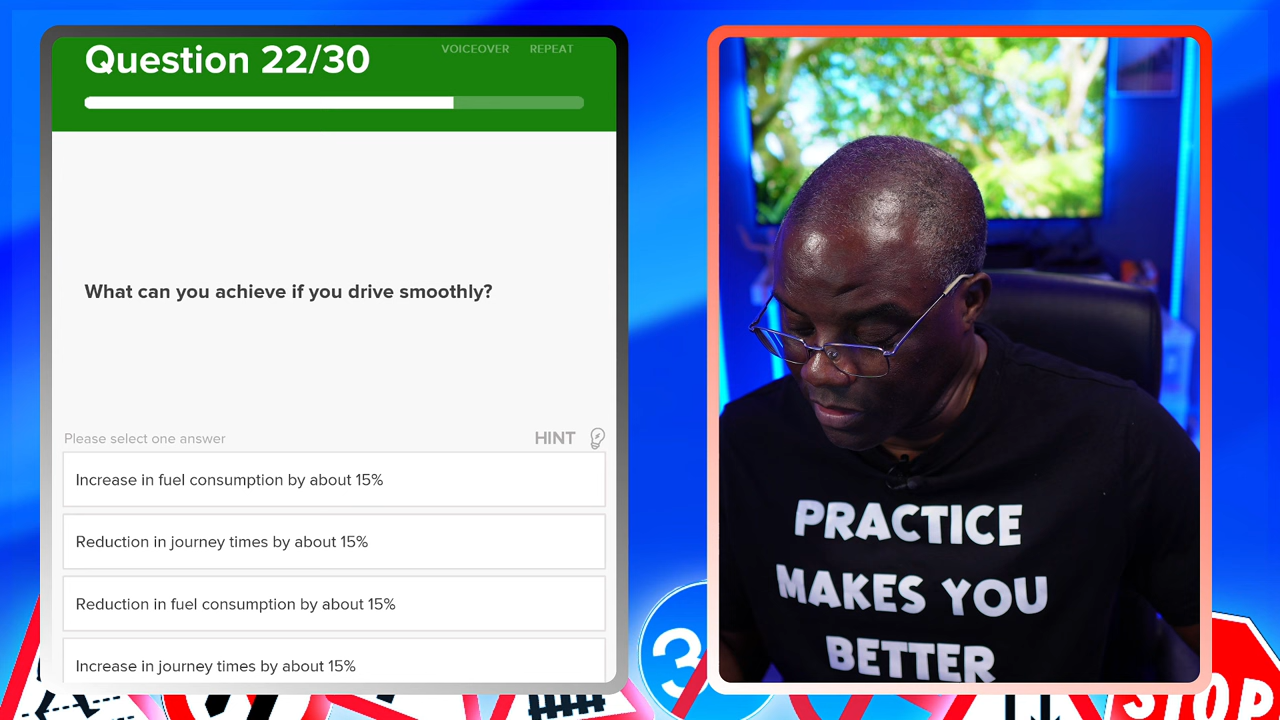 Question 22/30
VOICEOVER REPEAT
What can you achieve if you drive smoothly?
Please select one answer
HINT
Increase in fuel consumption by about 15%
Reduction in journey times by about 15%
Reduction in fuel consumption by about 15%
Increase in journey times by about 15%
PRACTICE
MAKES YOU
BETTER
3
STOP